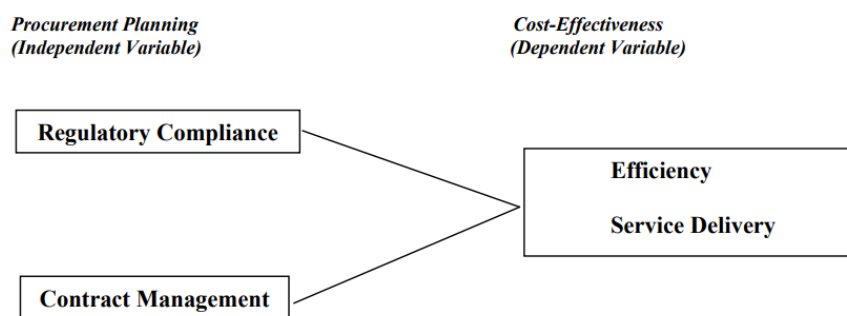 Procurement Planning
(Independent Variable)
Cost-Effectiveness
(Dependent Variable)
Regulatory Compliance
Efficiency
Service Delivery
Contract Management